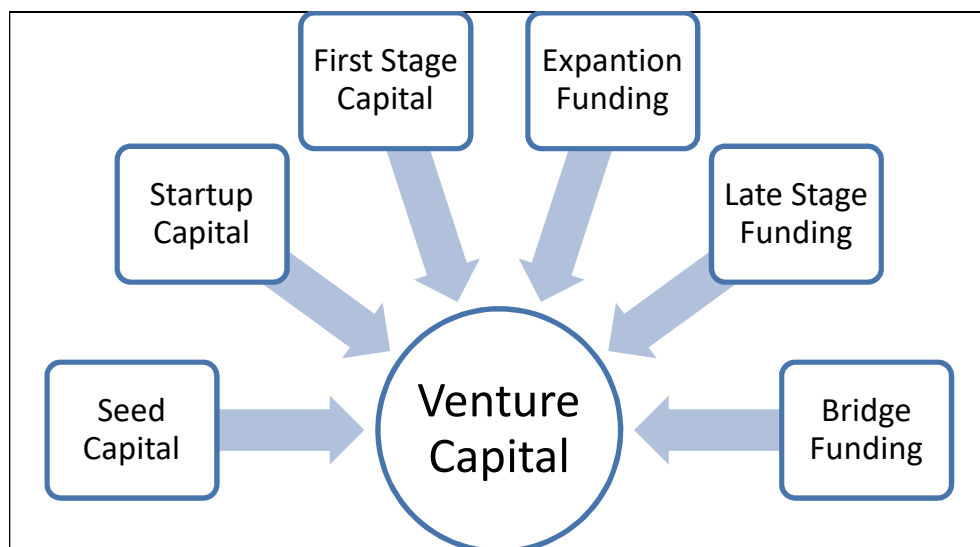 First Stage
Capital
Expantion
Funding
Startup
Capital
Late Stage
Funding
Seed
Capital
Venture
Capital
Bridge
Funding